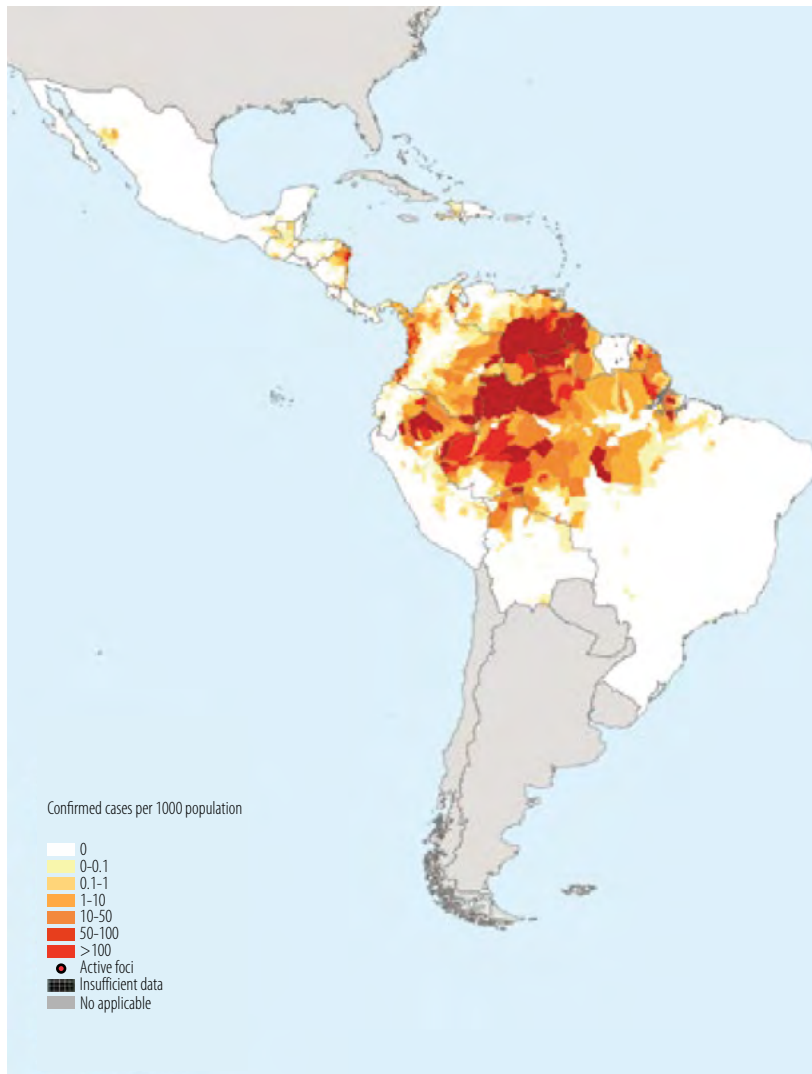 Confirmed cases per 1000 population
0
0-0.1
0.1-1
1-10
10-50
50-100
>100
Active foci
Insufficient data
No applicable